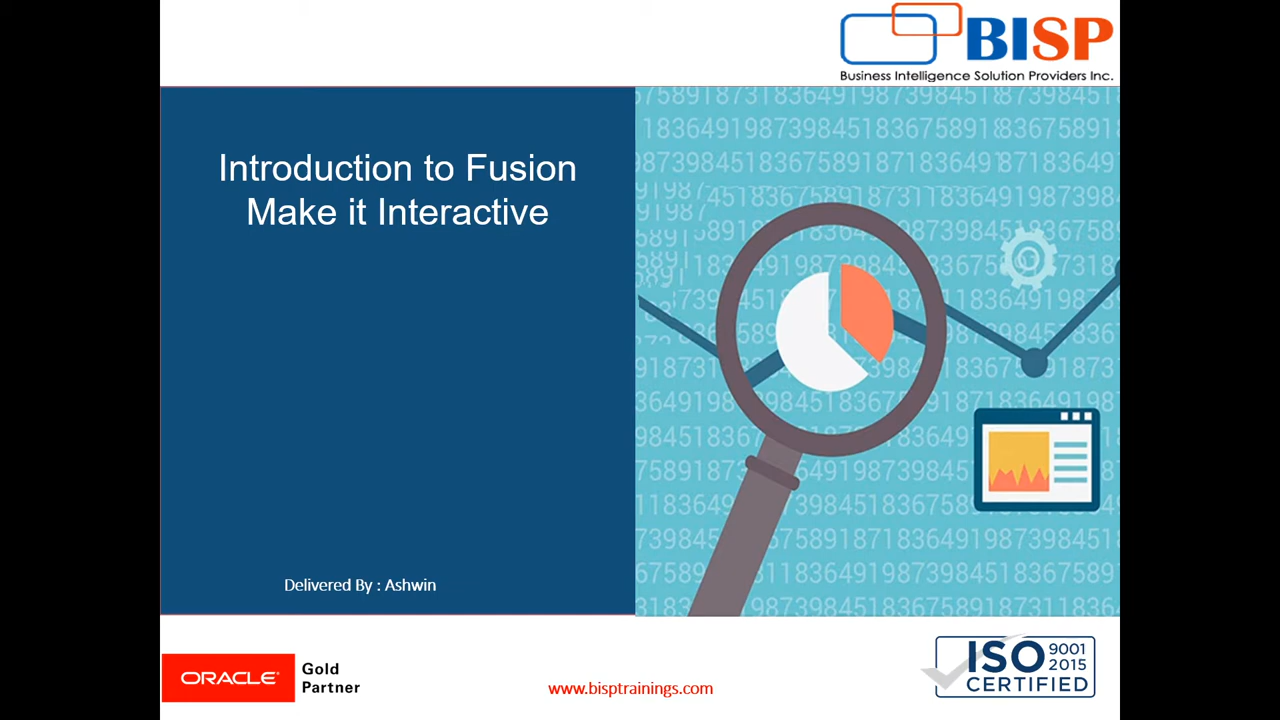 BISP
Business Intelligence Solution Providers Inc.
Introduction to Fusion
Make it Interactive
Delivered By : Ashwin
ORACLE
Gold
Partner
www.bisptrainings.com
ISO 9001
2015
CERTIFIED